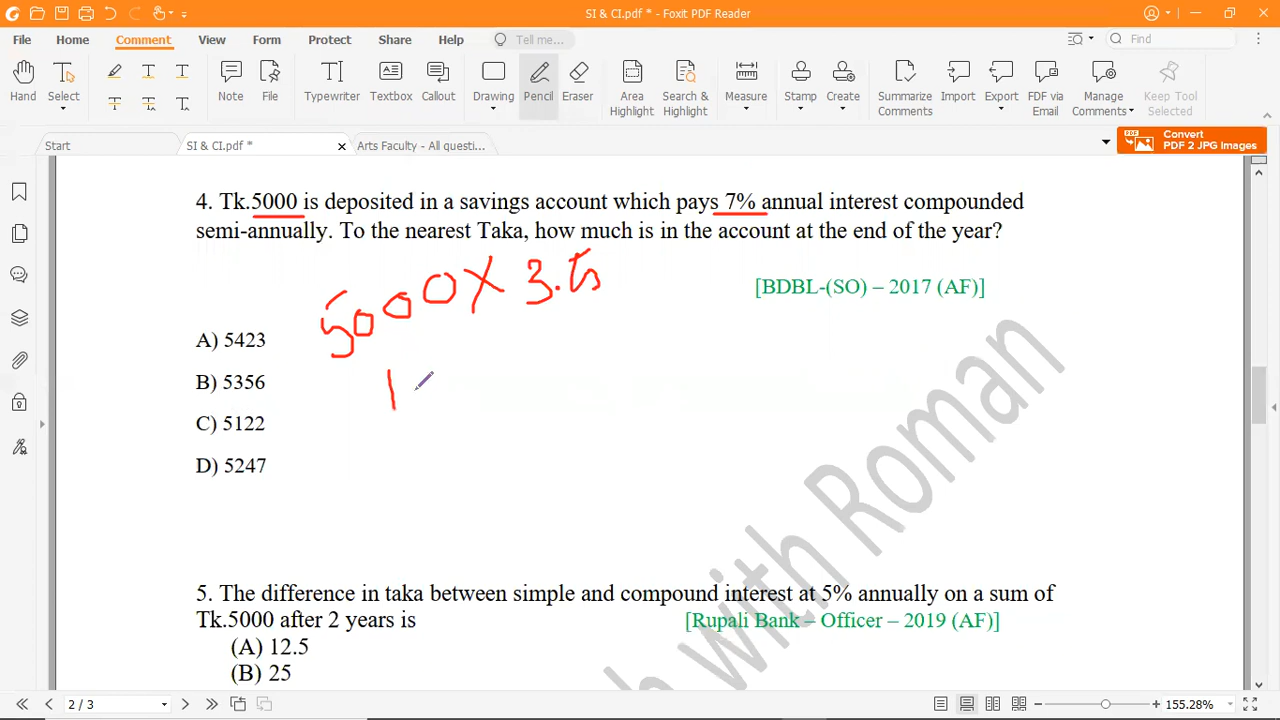 SI & CI.pdf * - Foxit PDF Reader
File Home Comment View Form Protect Share Help Tell me... Find
Hand Select Note File Typewriter Textbox Callout Drawing Pencil Eraser Area Highlight Search & Highlight Measure Stamp Create Summarize Comments Import Export FDF via Email Manage Comments Keep Tool Selected
Start SI & CI.pdf * Arts Faculty - All questi... Convert PDF 2 JPG Images
4. Tk.5000 is deposited in a savings account which pays 7% annual interest compounded
semi-annually. To the nearest Taka, how much is in the account at the end of the year?
[BDBL-(SO) – 2017 (AF)]
5000 X 3.5
1
A) 5423
B) 5356
C) 5122
D) 5247
5. The difference in taka between simple and compound interest at 5% annually on a sum of
Tk.5000 after 2 years is [Rupali Bank – Officer – 2019 (AF)]
(A) 12.5
(B) 25
with Roman
2 / 3 155.28%